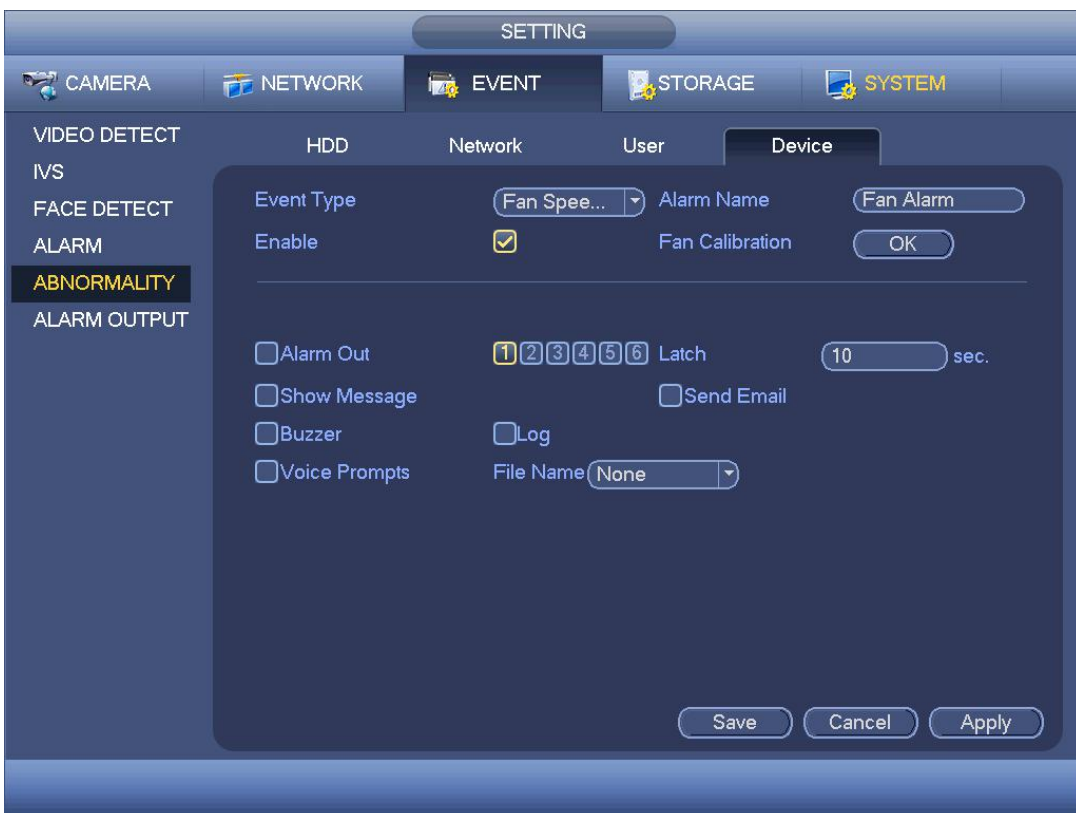 SETTING
CAMERA NETWORK EVENT STORAGE SYSTEM
VIDEO DETECT
IVS
FACE DETECT
ALARM
ABNORMALITY
ALARM OUTPUT
HDD Network User Device
Event Type Fan Spee... Alarm Name Fan Alarm
Enable Fan Calibration OK
Alarm Out 1 2 3 4 5 6 Latch 10 sec.
Show Message Send Email
Buzzer Log
Voice Prompts File Name None
Save Cancel Apply